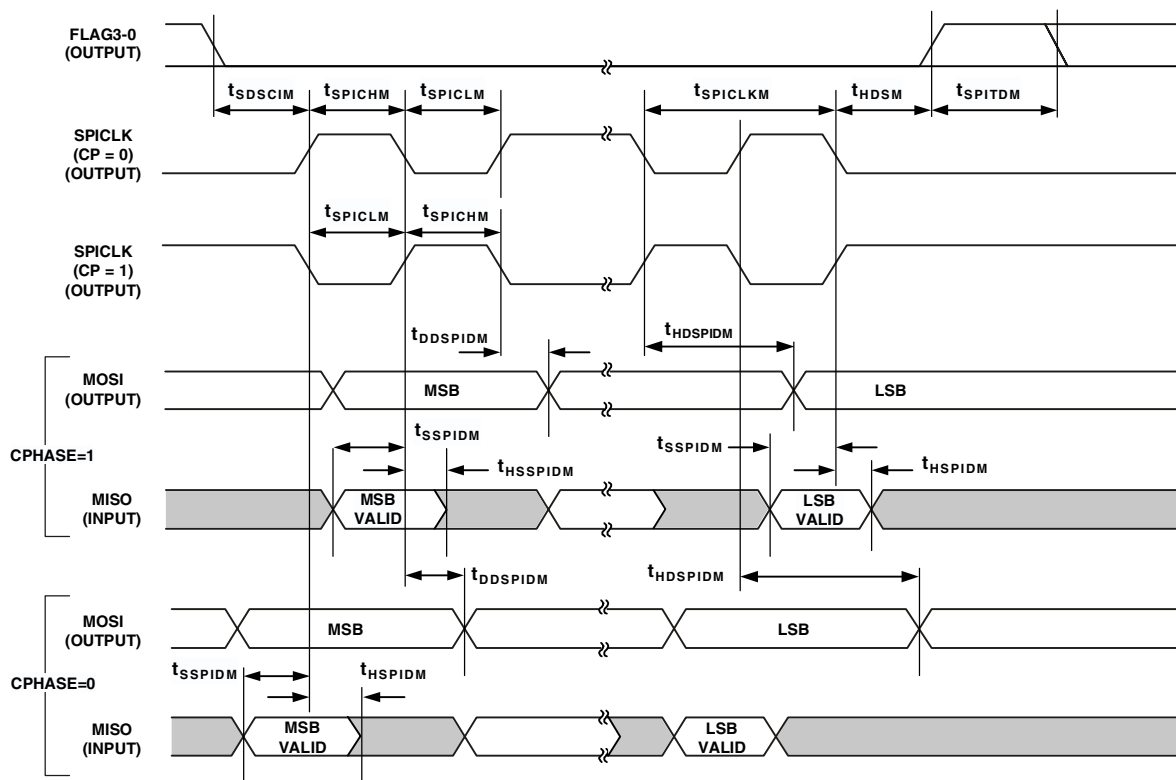 FLAG3-0
(OUTPUT)
tSDSCIM tSPICHM tSPICLM tSPICLKM tHDSM tSPITDM
SPICLK
(CP = 0)
(OUTPUT)
tSPICLM tSPICHM
SPICLK
(CP = 1)
(OUTPUT)
tDDSPIDM tHDSPIDM
MOSI
(OUTPUT)
MSB LSB
CPHASE=1
tSSPIDM tSSPIDM
tHSSPIDM tHSPIDM
MISO
(INPUT)
MSB
VALID
LSB
VALID
tDDSPIDM tHDSPIDM
MOSI
(OUTPUT)
MSB LSB
CPHASE=0
tSSPIDM tHSPIDM
MISO
(INPUT)
MSB
VALID
LSB
VALID